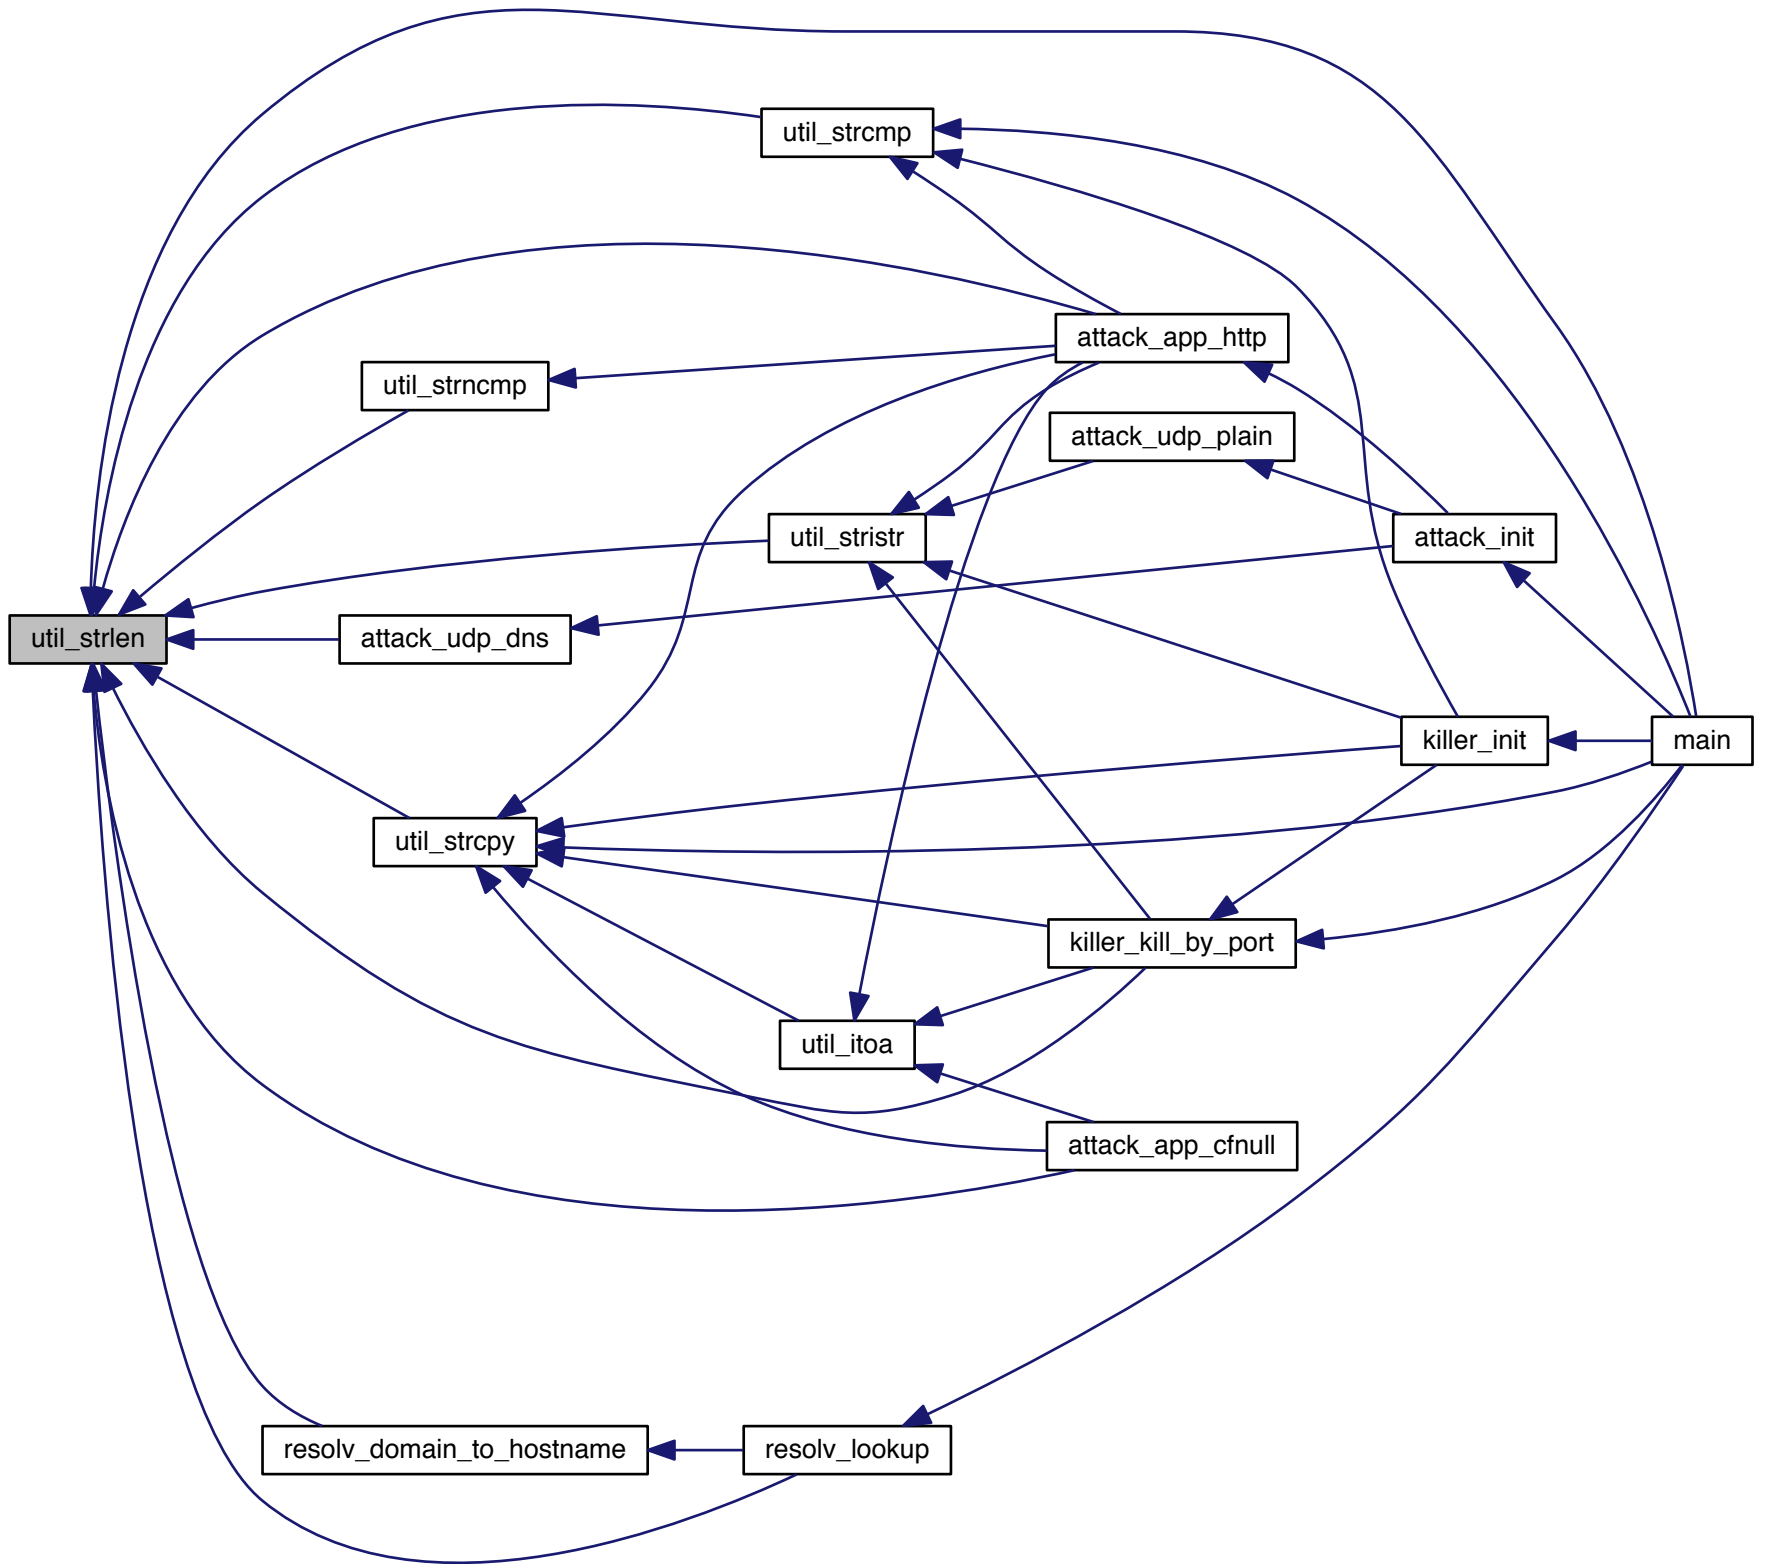 util_strcmp
attack_app_http
util_strncmp
attack_udp_plain
util_stristr
attack_init
util_strlen
attack_udp_dns
killer_init
main
util_strcpy
killer_kill_by_port
util_itoa
attack_app_cfnull
resolv_domain_to_hostname
resolv_lookup